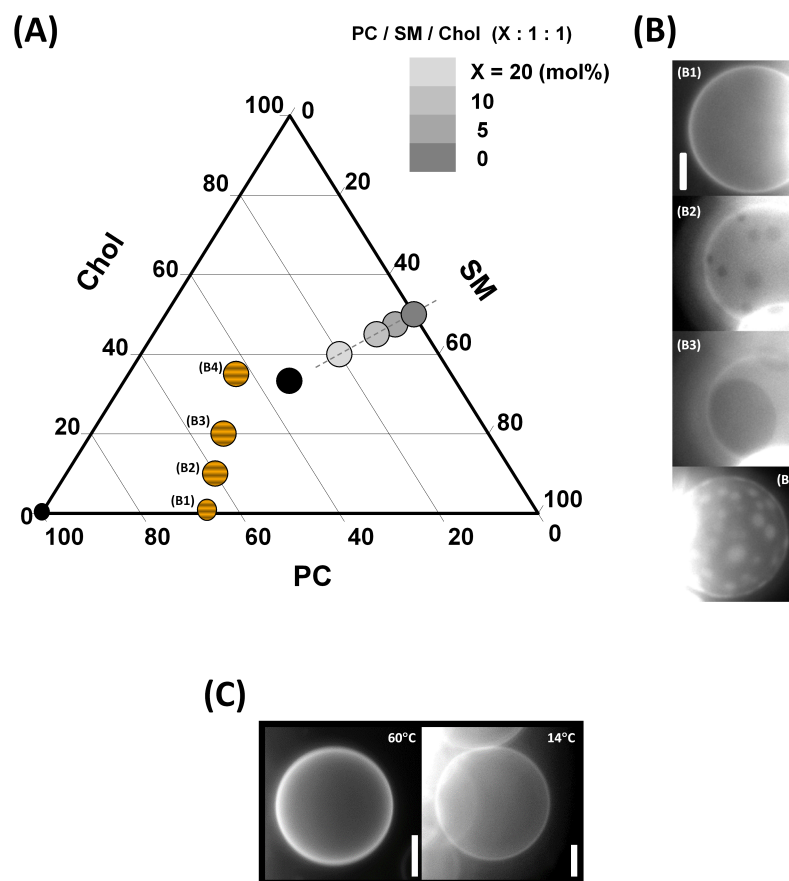 (A)
PC / SM / Chol (X : 1 : 1)
X = 20 (mol%)
10
5
0
(B)
(B1)
(B2)
(B3)
(B
100
0
80
20
60
40
40
60
20
80
0
100
100
80
60
40
20
0
Chol
SM
PC
(B4)
(B3)
(B2)
(B1)
(C)
60°C
14°C